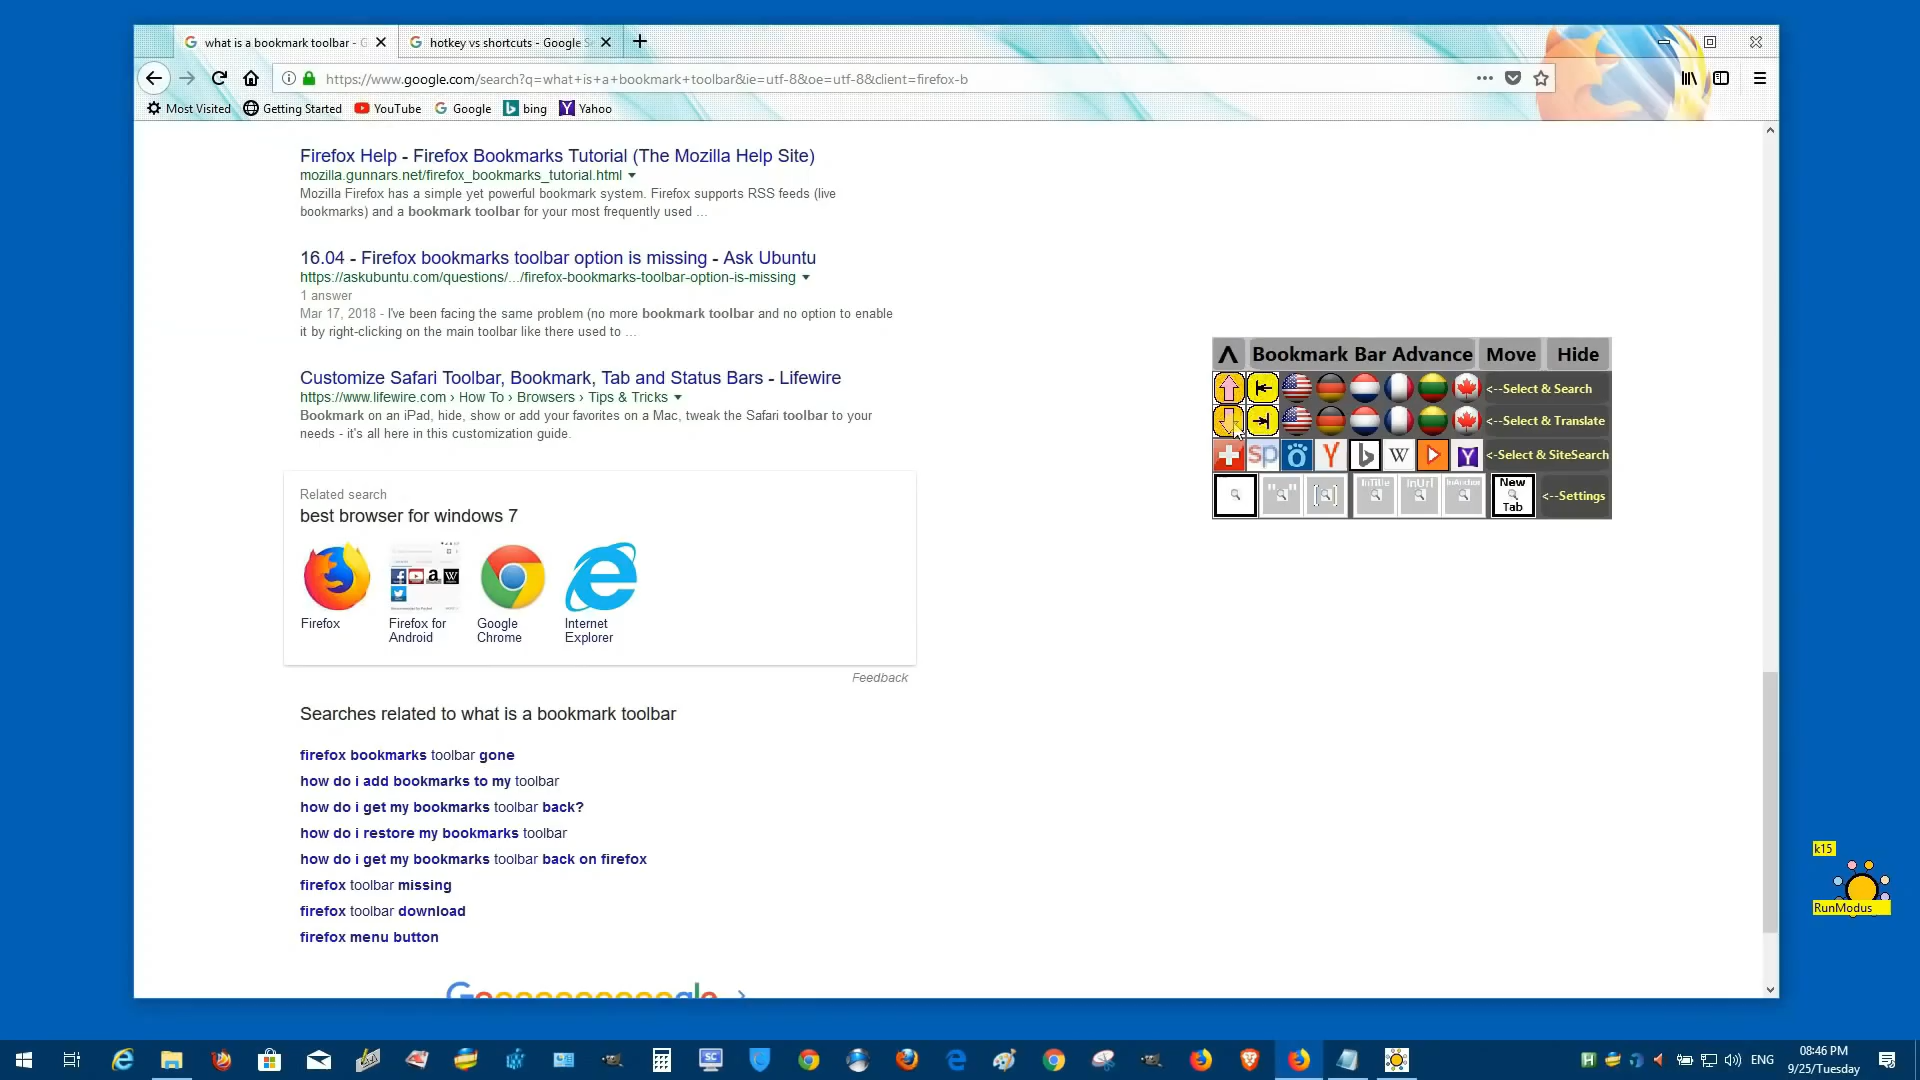 what is a bookmark toolbar - G
hotkey vs shortcuts - Google S
https://www.google.com/search?q=what+is+a+bookmark+toolbar&ie=utf-8&oe=utf-8&client=firefox-b
Most Visited Getting Started YouTube Google bing Yahoo
Firefox Help - Firefox Bookmarks Tutorial (The Mozilla Help Site)
mozilla.gunnars.net/firefox_bookmarks_tutorial.html
Mozilla Firefox has a simple yet powerful bookmark system. Firefox supports RSS feeds (live
bookmarks) and a bookmark toolbar for your most frequently used ...
16.04 - Firefox bookmarks toolbar option is missing - Ask Ubuntu
https://askubuntu.com/questions/.../firefox-bookmarks-toolbar-option-is-missing
1 answer
Mar 17, 2018 - I've been facing the same problem (no more bookmark toolbar and no option to enable
it by right-clicking on the main toolbar like there used to ...
Customize Safari Toolbar, Bookmark, Tab and Status Bars - Lifewire
https://www.lifewire.com › How To › Browsers › Tips & Tricks
Bookmark on an iPad, hide, show or add your favorites on a Mac, tweak the Safari toolbar to your
needs - it's all here in this customization guide.
Related search
best browser for windows 7
Firefox
Firefox for
Android
Google
Chrome
Internet
Explorer
Feedback
Searches related to what is a bookmark toolbar
firefox bookmarks toolbar gone
how do i add bookmarks to my toolbar
how do i get my bookmarks toolbar back?
how do i restore my bookmarks toolbar
how do i get my bookmarks toolbar back on firefox
firefox toolbar missing
firefox toolbar download
firefox menu button
Goooooooooogle >
Λ Bookmark Bar Advance Move Hide
<--Select & Search
<--Select & Translate
sp Y b W Y <-Select & SiteSearch
" " [ ] InTitle InUrl InAnchor New Tab <--Settings
k15
RunModus
SC
H
ENG
08:46 PM
9/25/Tuesday